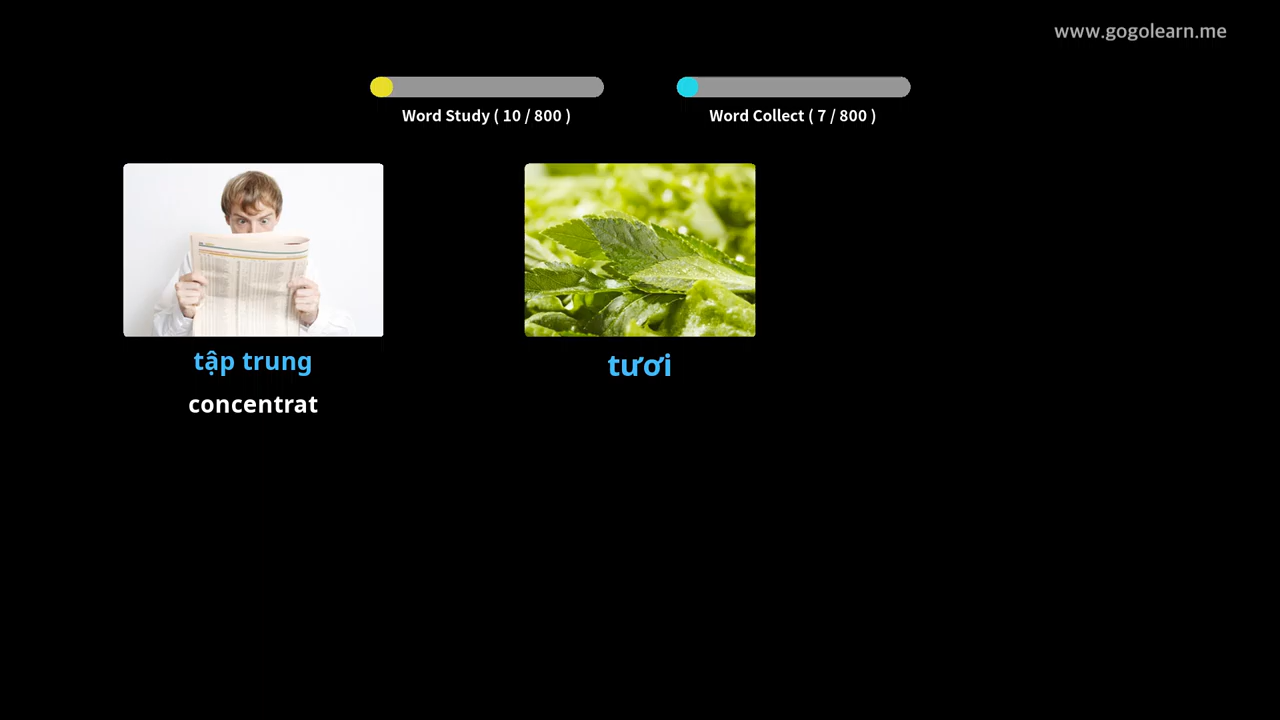 www.gogolearn.me
Word Study ( 10 / 800 )
Word Collect ( 7 / 800 )
tập trung
concentrat
tươi